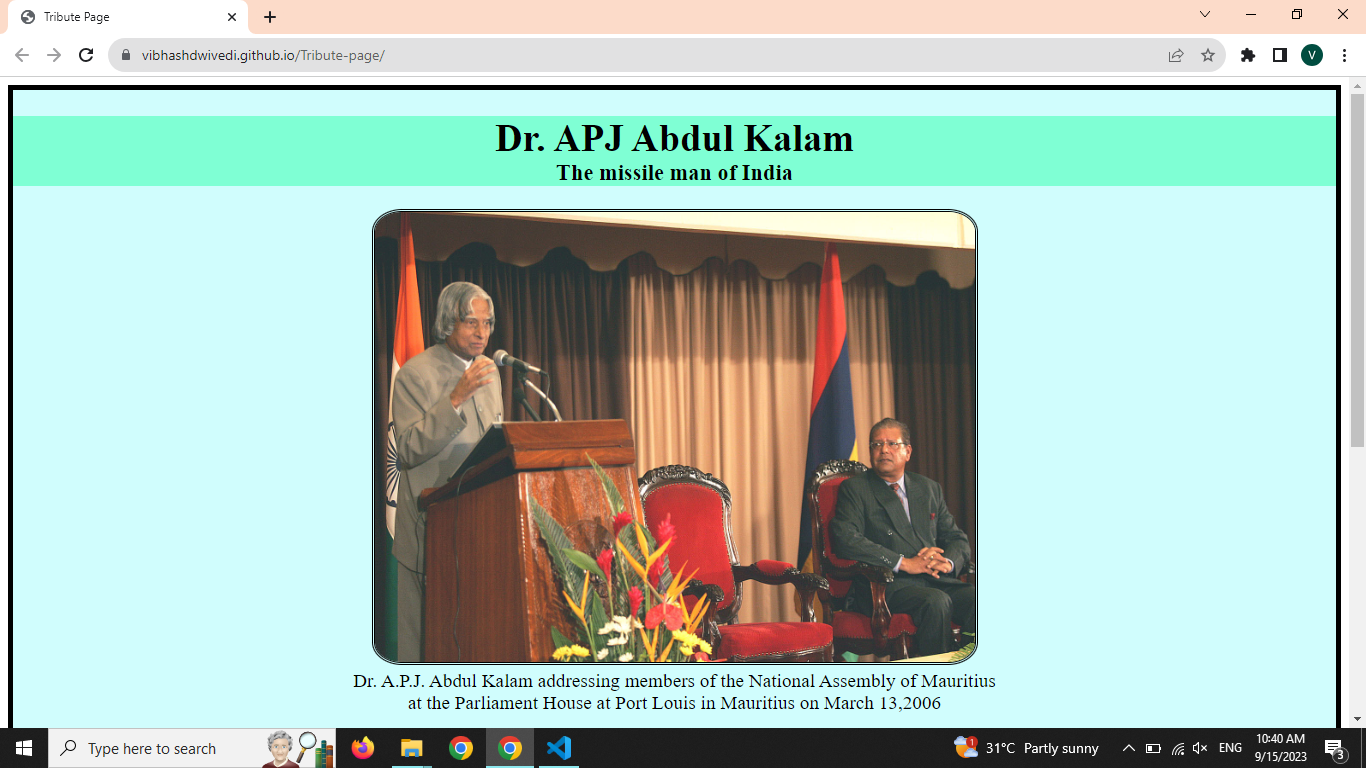 Tribute Page
vibhashdwivedi.github.io/Tribute-page/
V
Dr. APJ Abdul Kalam
The missile man of India
Dr. A.P.J. Abdul Kalam addressing members of the National Assembly of Mauritius
at the Parliament House at Port Louis in Mauritius on March 13,2006
Type here to search
1
31°C Partly sunny
ENG
10:40 AM
9/15/2023
3